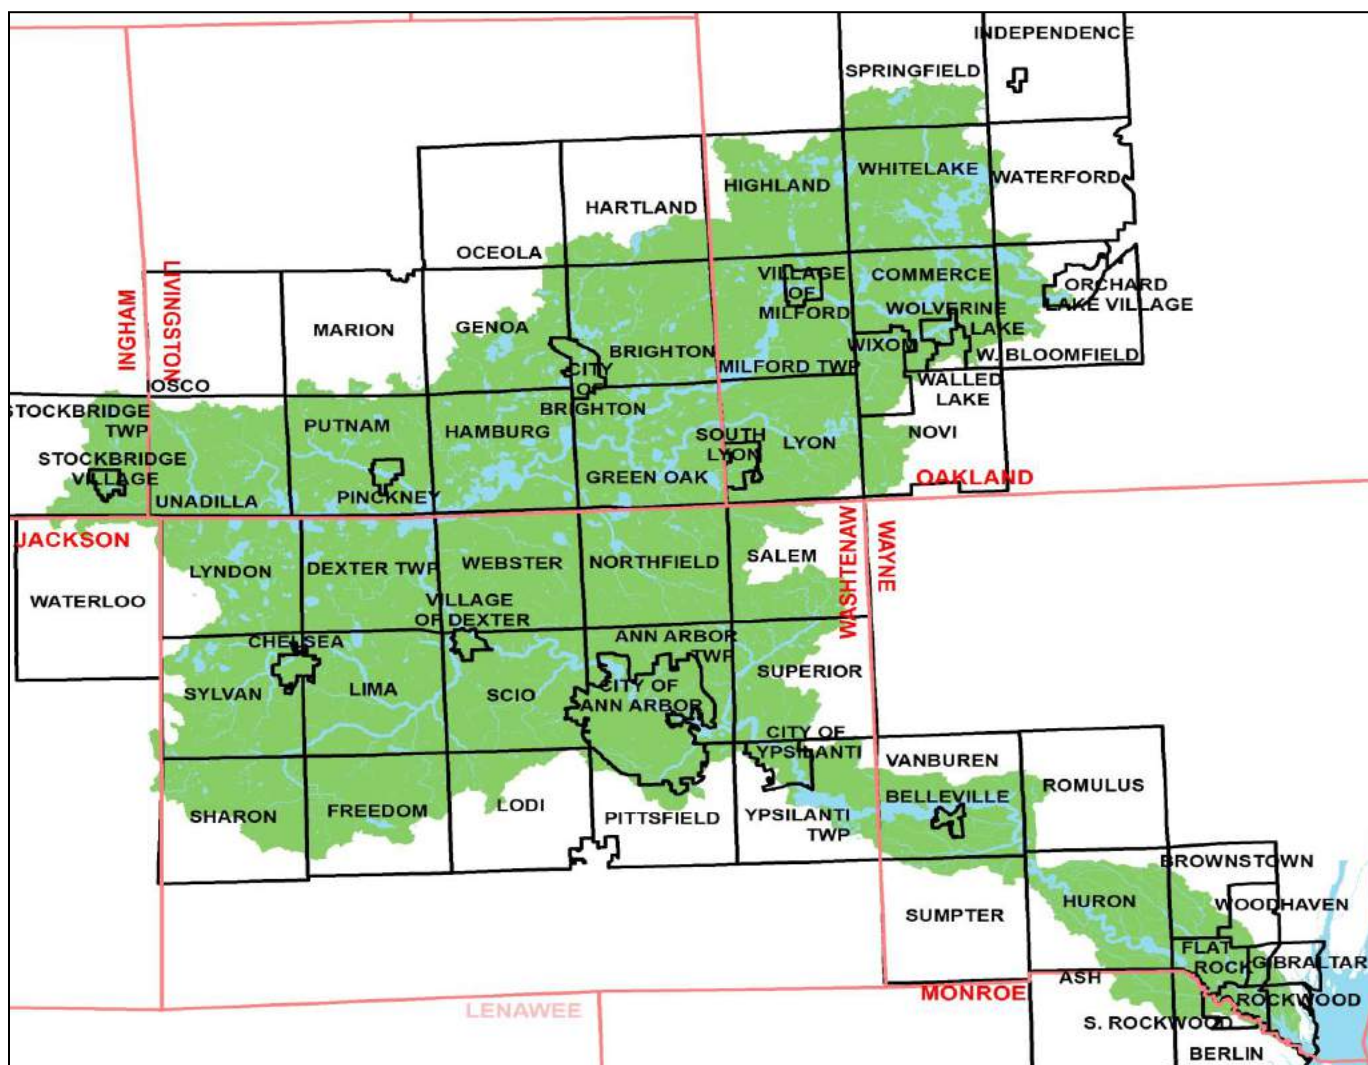 INDEPENDENCE
SPRINGFIELD
WHITELAKE
WATERFORD
HIGHLAND
HARTLAND
OCEOLA
INGHAM
LIVINGSTON
VILLAGE
OF
MILFORD
COMMERCE
ORCHARD
LAKE VILLAGE
WOLVERINE
LAKE
MARION
GENOA
BRIGHTON
WIXOM
W. BLOOMFIELD
MILFORD TWP
CITY
OF
BRIGHTON
WALLED
LAKE
IOSCO
STOCKBRIDGE
TWP
PUTNAM
HAMBURG
SOUTH
LYON
LYON
NOVI
STOCKBRIDGE
VILLAGE
UNADILLA
PINCKNEY
GREEN OAK
OAKLAND
JACKSON
WASHTENAW
WAYNE
LYNDON
DEXTER TWP
WEBSTER
NORTHFIELD
SALEM
WATERLOO
VILLAGE
OF DEXTER
CHELSEA
ANN ARBOR
TWP
SUPERIOR
SYLVAN
LIMA
SCIO
CITY OF
ANN ARBOR
CITY OF
YPSILANTI
VANBUREN
ROMULUS
BELLEVILLE
SHARON
FREEDOM
LODI
PITTSFIELD
YPSILANTI
TWP
BROWNSTOWN
HURON
WOODHAVEN
SUMPTER
FLAT
ROCK
GIBRALTAR
ASH
MONROE
ROCKWOOD
LENAWEE
S. ROCKWOOD
BERLIN